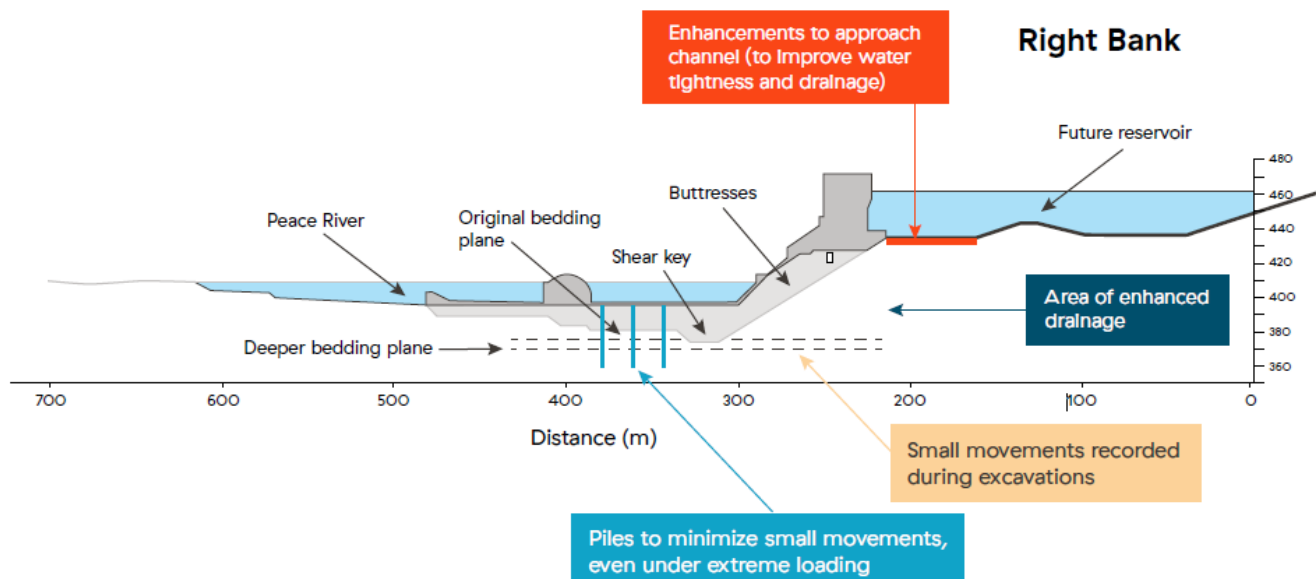 Enhancements to approach
channel (to improve water
tightness and drainage)
Right Bank
Future reservoir
Buttresses
Original bedding
plane
Peace River
Shear key
Deeper bedding plane
Area of enhanced
drainage
480
460
440
420
400
380
360
700
600
500
400
300
200
100
0
Distance (m)
Small movements recorded
during excavations
Piles to minimize small movements,
even under extreme loading